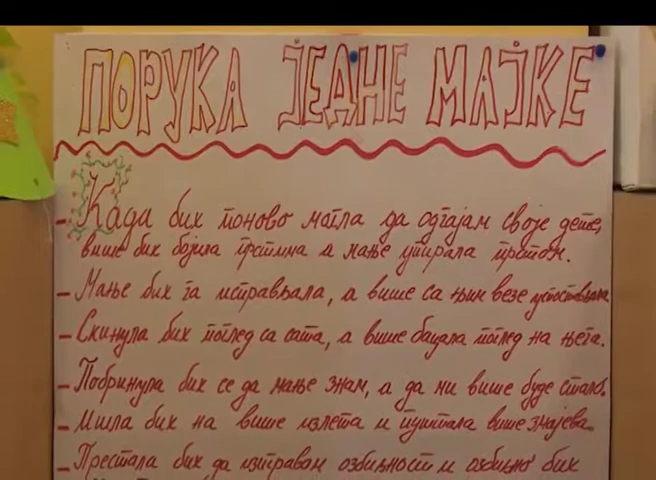 ПОРУКА ЈЕДНЕ МАЈКЕ
- Када бих поново могла да одгајам своје дете,
више бих бојила прстима а мање упирала прстом.
- Мање бих га исправљала, а више са њим везе успостављала
- Скинула бих поглед са сата, а више бацала поглед на њега.
- Побринула бих се да мање знам, а да ми више буде стало.
- Ишла бих на више излета и пуштала више змајева.
- Престала бих да изигравам озбиљност и озбиљно бих